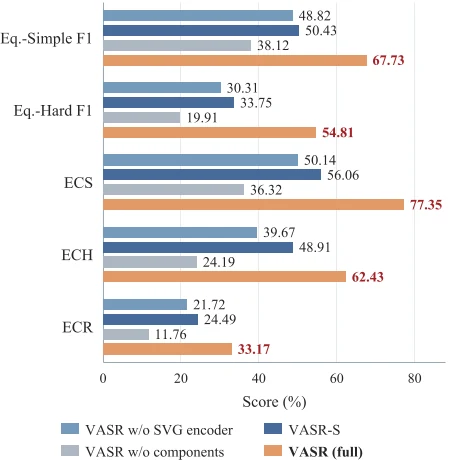 48.82
Eq.-Simple F1
50.43
38.12
67.73
30.31
Eq.-Hard F1
33.75
19.91
54.81
50.14
ECS
56.06
36.32
77.35
39.67
ECH
48.91
24.19
62.43
21.72
ECR
24.49
11.76
33.17
0 20 40 60 80
Score (%)
VASR w/o SVG encoder VASR-S
VASR w/o components VASR (full)